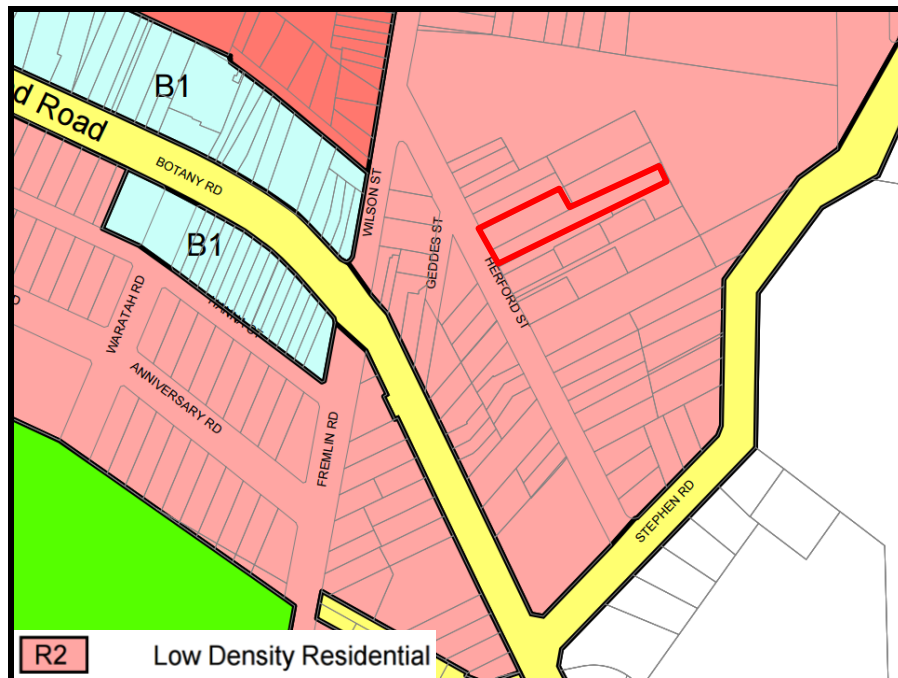 B1
d Road
BOTANY RD
WILSON ST
B1
GEDDES ST
HERFORD ST
WARATAH RD
ANNIVERSARY RD
FREMLIN RD
STEPHEN RD
R2 Low Density Residential